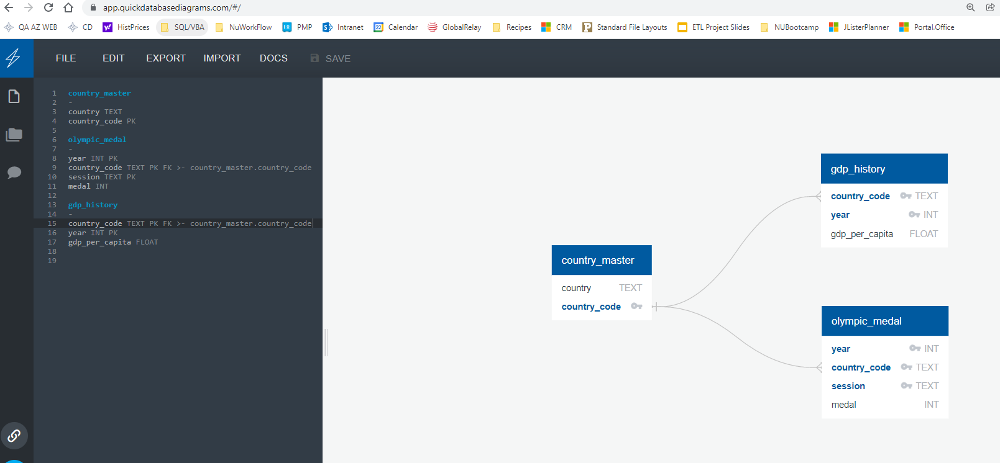 app.quickdatabasediagrams.com/#/
QA AZ WEB CD HistPrices SQL/VBA NuWorkFlow PMP Intranet 22 Calendar GlobalRelay Recipes CRM P Standard File Layouts ETL Project Slides NUBootcamp JListerPlanner Portal.Office
FILE EDIT EXPORT IMPORT DOCS SAVE
1 country_master
2 -
3 country TEXT
4 country_code PK
5
6 olympic_medal
7 -
8 year INT PK
9 country_code TEXT PK FK >- country_master.country_code
10 session TEXT PK
11 medal INT
12
13 gdp_history
14 -
15 country_code TEXT PK FK >- country_master.country_code
16 year INT PK
17 gdp_per_capita FLOAT
18
19
gdp_history
country_code TEXT
year INT
gdp_per_capita FLOAT
country_master
country TEXT
country_code
olympic_medal
year INT
country_code TEXT
session TEXT
medal INT